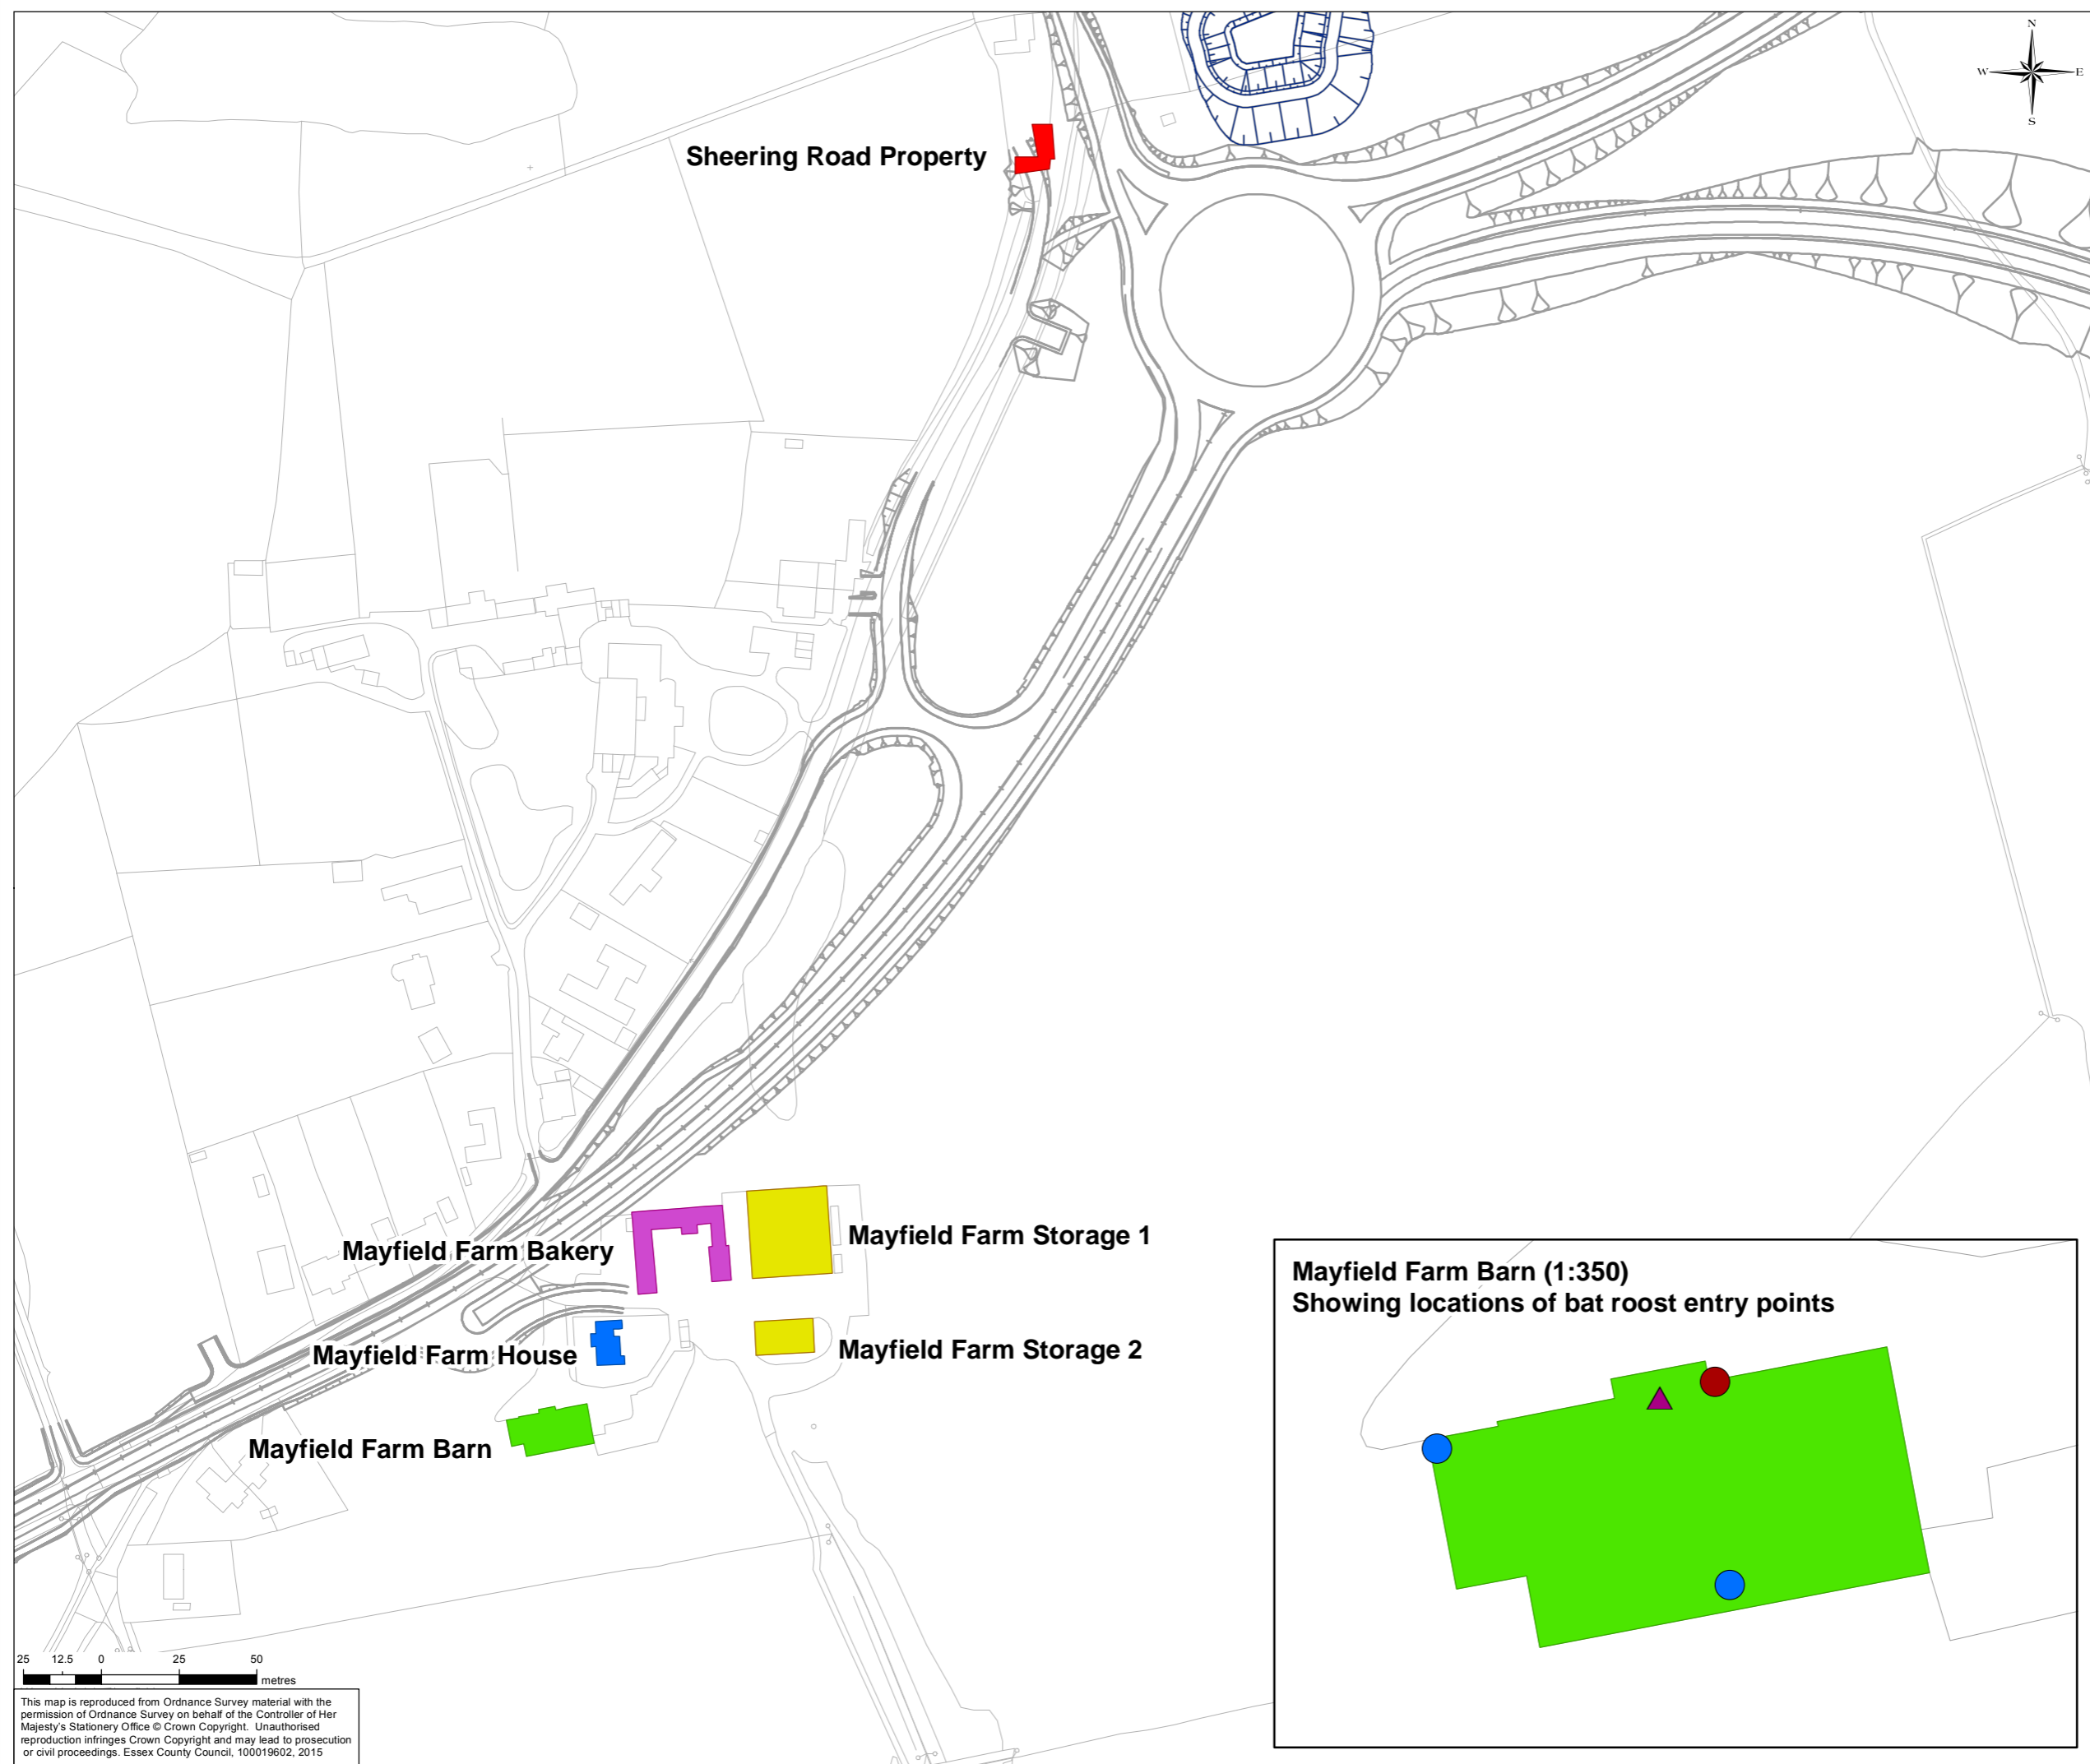 N
W E
S
Sheering Road Property
Mayfield Farm Bakery
Mayfield Farm Storage 1
Mayfield Farm House
Mayfield Farm Storage 2
Mayfield Farm Barn
Mayfield Farm Barn (1:350)
Showing locations of bat roost entry points
25 12.5 0 25 50
metres
This map is reproduced from Ordnance Survey material with the
permission of Ordnance Survey on behalf of the Controller of Her
Majesty's Stationery Office © Crown Copyright. Unauthorised
reproduction infringes Crown Copyright and may lead to prosecution
or civil proceedings. Essex County Council, 100019602, 2015